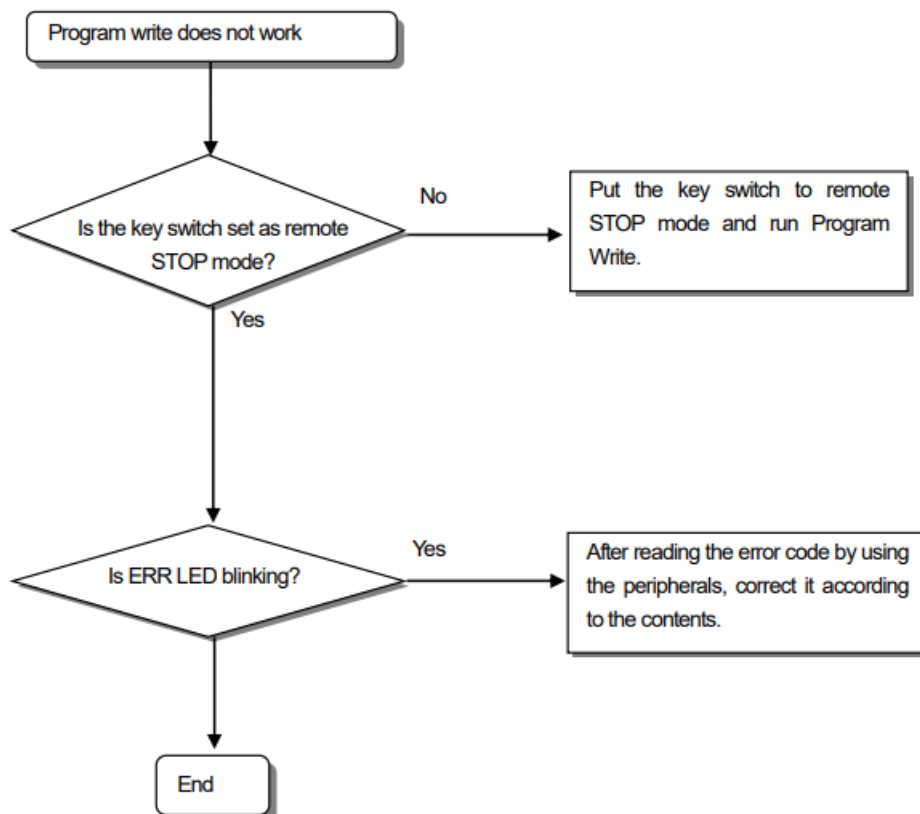 Program write does not work
No
Put the key switch to remote
STOP mode and run Program
Write.
Is the key switch set as remote
STOP mode?
Yes
Is ERR LED blinking?
Yes
After reading the error code by using
the peripherals, correct it according
to the contents.
End